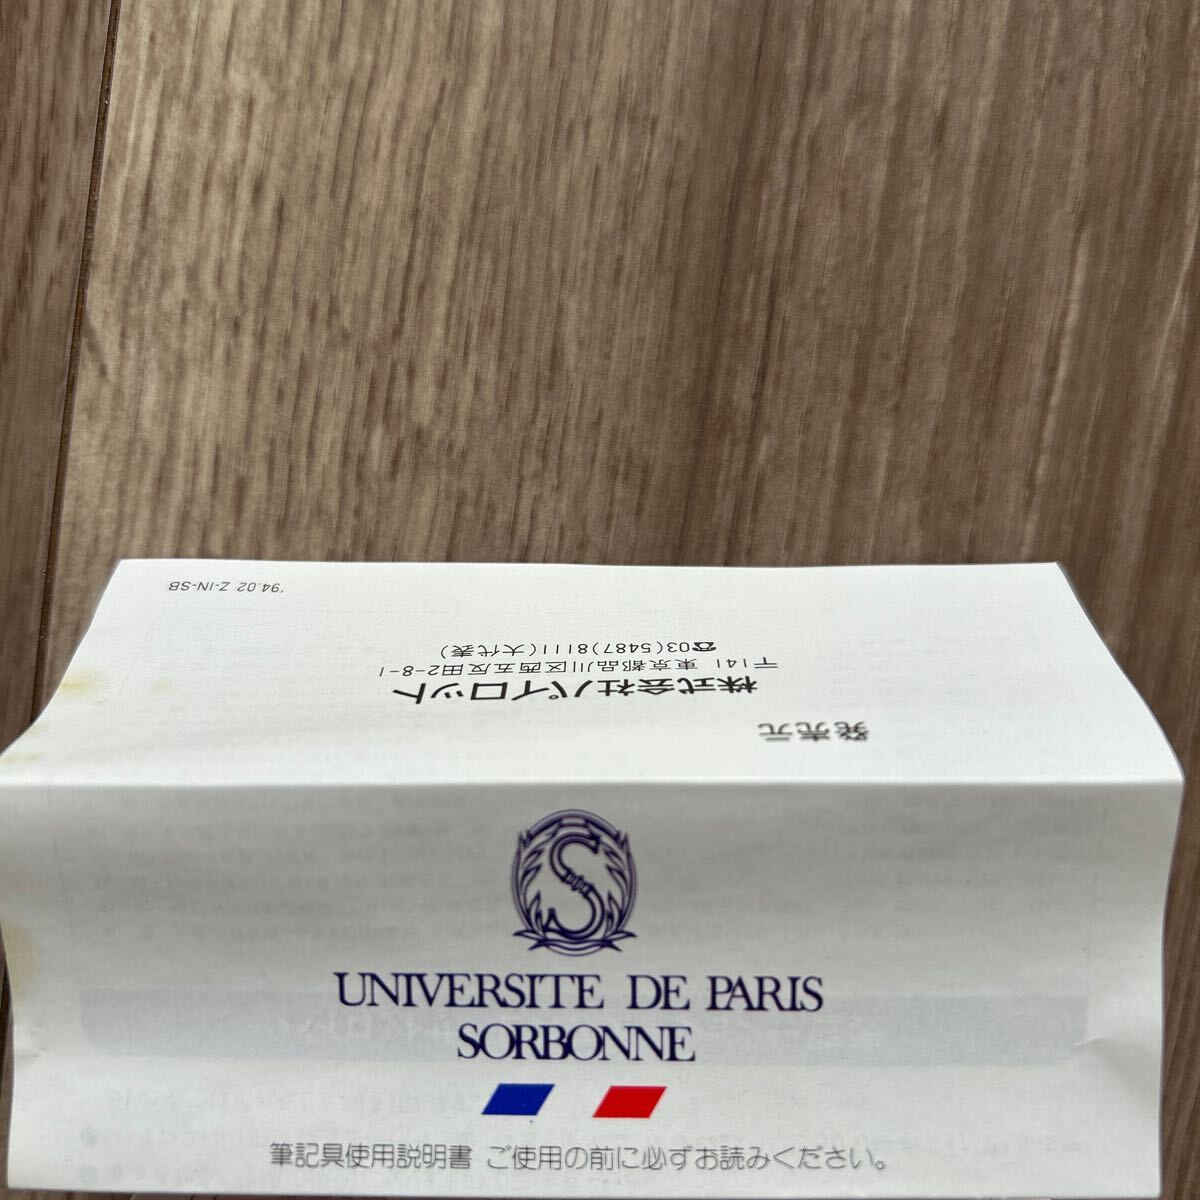 発売元
株式会社パイロット
〒141 東京都品川区西五反田2-8-1
☎03(5487)8111(大代表)
'94.02 Z-IN-SB
S
UNIVERSITE DE PARIS
SORBONNE
筆記具使用説明書 ご使用の前に必ずお読みください。